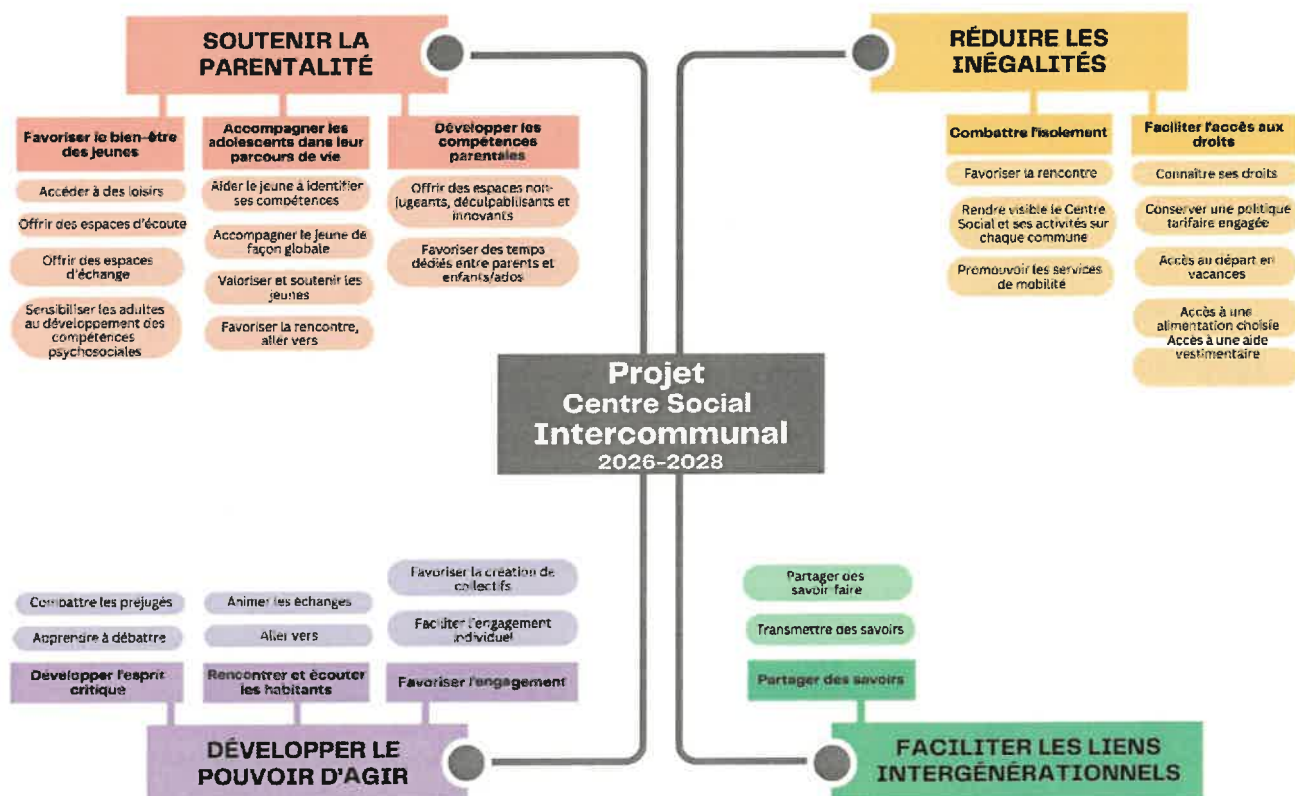 SOUTENIR LA
PARENTALITÉ
Favoriser le bien-être
des jeunes
Accéder à des loisirs
Offrir des espaces d'écoute
Offrir des espaces
d'échange
Sensibiliser les adultes
au développement des
compétences
psychosociales
Accompagner les
adolescents dans leur
parcours de vie
Aider le jeune à identifier
ses compétences
Accompagner le jeune de
façon globale
Valoriser et soutenir les
jeunes
Favoriser la rencontre,
aller vers
Développer les
compétences
parentales
Offrir des espaces non-
jugeants, déculpabilisants et
innovants
Favoriser des temps
dédiés entre parents et
enfants/ados
RÉDUIRE LES
INÉGALITÉS
Combattre l'isolement
Favoriser la rencontre
Rendre visible le Centre
Social et ses activités sur
chaque commune
Promouvoir les services
de mobilité
Faciliter l'accès aux
droits
Connaître ses droits
Conserver une politique
tarifaire engagée
Accès au départ en
vacances
Accès à une
alimentation choisie
Accès à une aide
vestimentaire
Projet
Centre Social
Intercommunal
2026-2028
Combattre les préjugés
Apprendre à débattre
Développer l'esprit
critique
Animer les échanges
Aller vers
Rencontrer et écouter
les habitants
Favoriser la création de
collectifs
Faciliter l'engagement
individuel
Favoriser l'engagement
DÉVELOPPER LE
POUVOIR D'AGIR
Partager des
savoir faire
Transmettre des savoirs
Partager des savoirs
FACILITER LES LIENS
INTERGÉNÉRATIONNELS